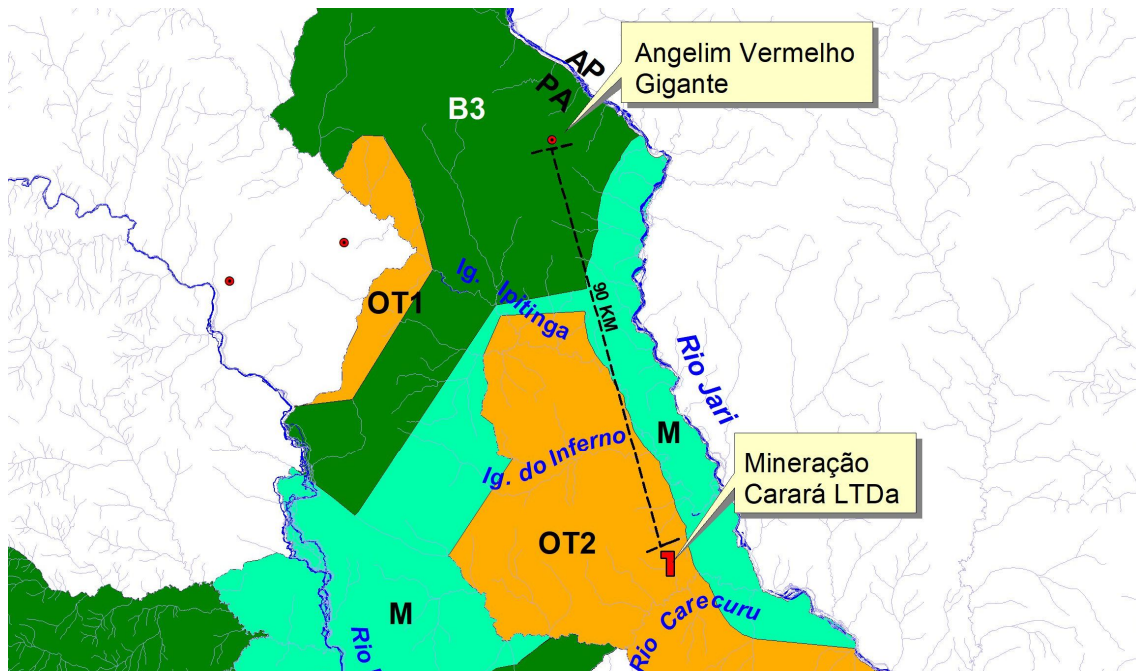 AP
PA
Angelim Vermelho
Gigante
B3
OT1
Ig. Ipitinga
90 KM
Rio Jari
M
Ig. do Inferno
Mineração
Carará LTDa
OT2
M
Rio Carecuru
Rio